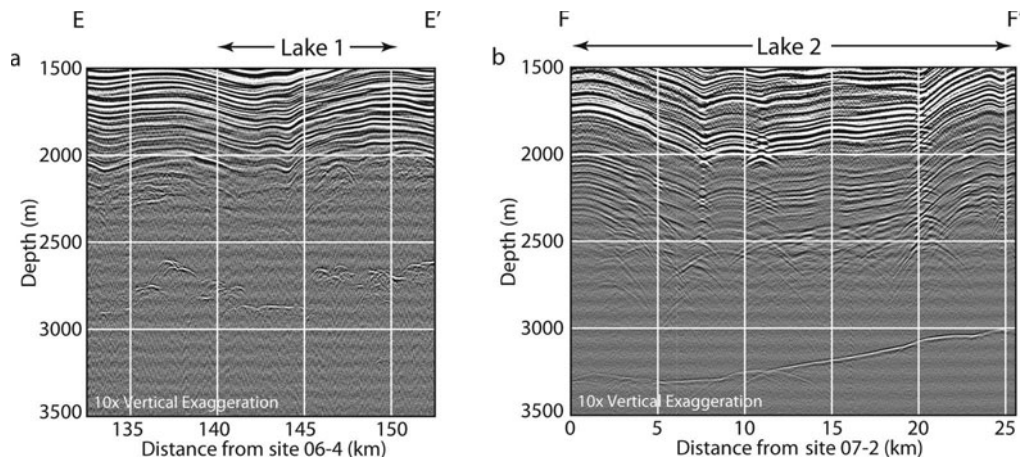 E E'
Lake 1
a
1500
2000
2500
3000
3500
Depth (m)
10x Vertical Exaggeration
135 140 145 150
Distance from site 06-4 (km)
F F'
Lake 2
b
1500
2000
2500
3000
3500
Depth (m)
10x Vertical Exaggeration
0 5 10 15 20 25
Distance from site 07-2 (km)